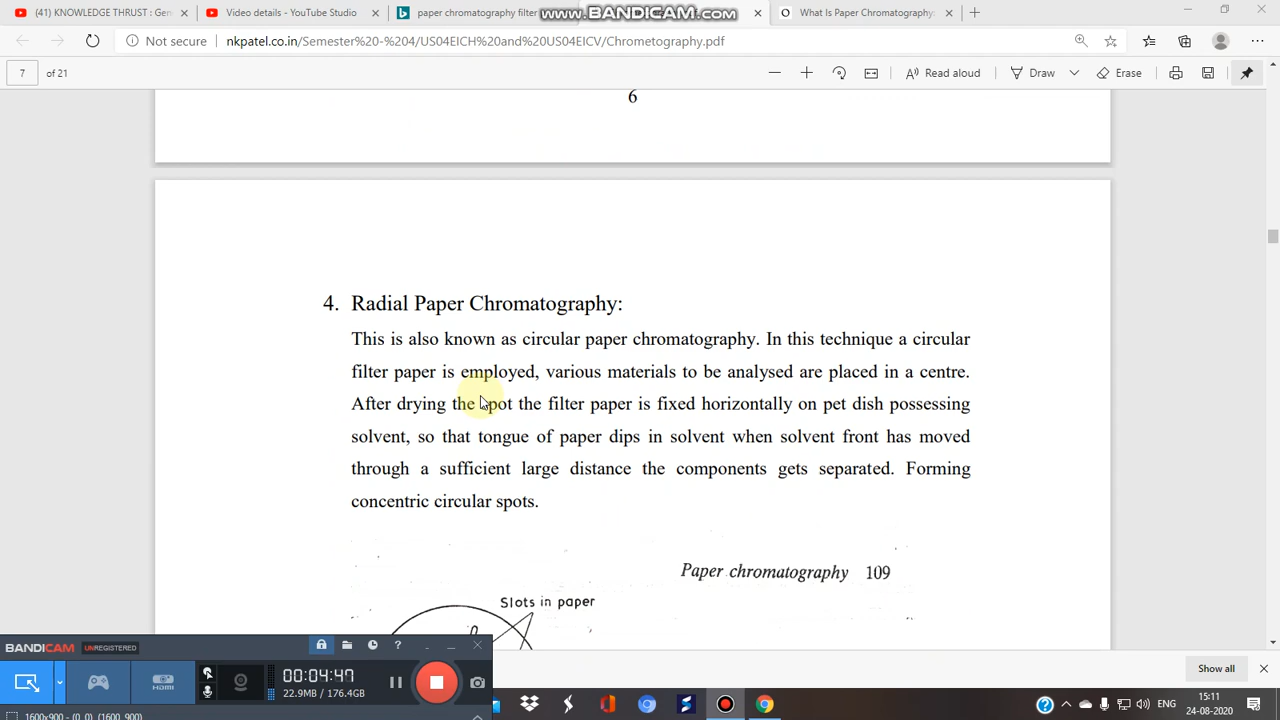 (41) KNOWLEDGE THRUST : Gen
Video details - YouTube Studio
paper chromatography filter
www.BANDICAM.com
What Is Paper Chromatography
Not secure
nkpatel.co.in/Semester%20-%204/US04EICH%20and%20US04EICV/Chrometography.pdf
7 of 21
Read aloud
Draw
Erase
6
4. Radial Paper Chromatography:
This is also known as circular paper chromatography. In this technique a circular
filter paper is employed, various materials to be analysed are placed in a centre.
After drying the spot the filter paper is fixed horizontally on pet dish possessing
solvent, so that tongue of paper dips in solvent when solvent front has moved
through a sufficient large distance the components gets separated. Forming
concentric circular spots.
Paper chromatography 109
Slots in paper
BANDICAM UNREGISTERED
HDMI
00:04:40
22.9MB / 176.4GB
1600x900 - (0, 0), (1600, 900)
Show all
15:11
24-08-2020